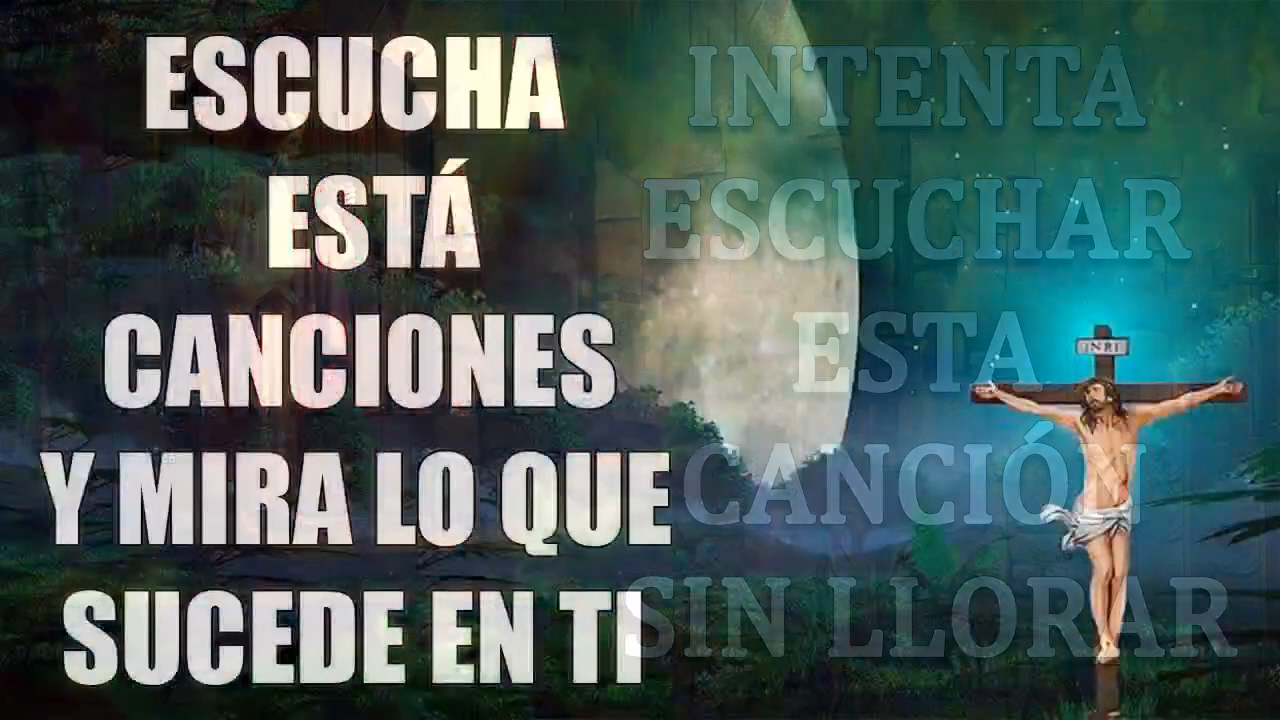 ESCUCHA
ESTÁ
CANCIONES
Y MIRA LO QUE
SUCEDE EN TI
INTENTA
ESCUCHAR
ESTA
CANCIÓN
SIN LLORAR
INRI